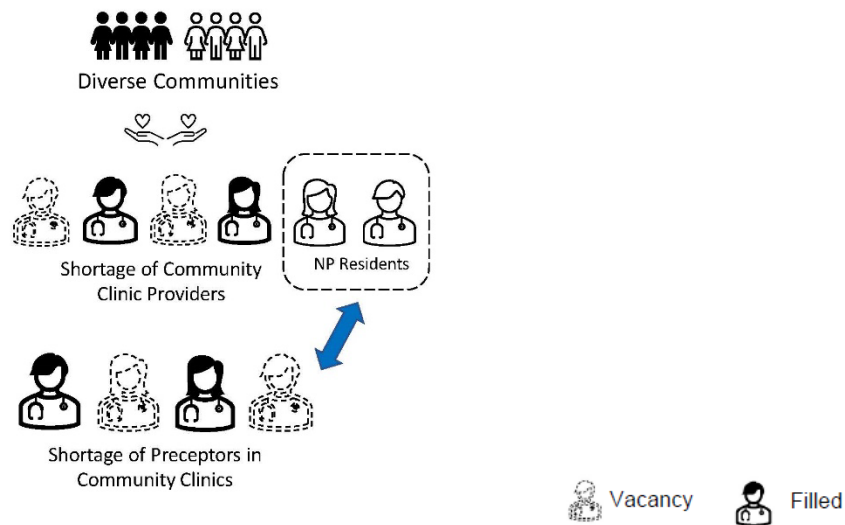 Diverse Communities
Shortage of Community
Clinic Providers
NP Residents
Shortage of Preceptors in
Community Clinics
Vacancy
Filled